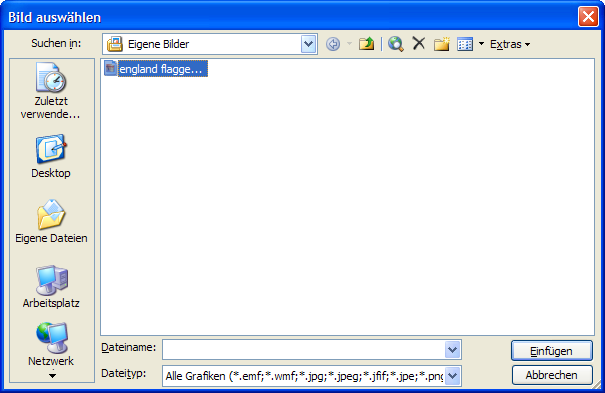 Bild auswählen
Suchen in:
Eigene Bilder
Extras
england flagge...
Zuletzt
verwende...
Desktop
Eigene Dateien
Arbeitsplatz
Netzwerk
Dateiname:
Einfügen
Dateityp:
Alle Grafiken (*.emf;*.wmf;*.jpg;*.jpeg;*.jfif;*.jpe;*.png
Abbrechen